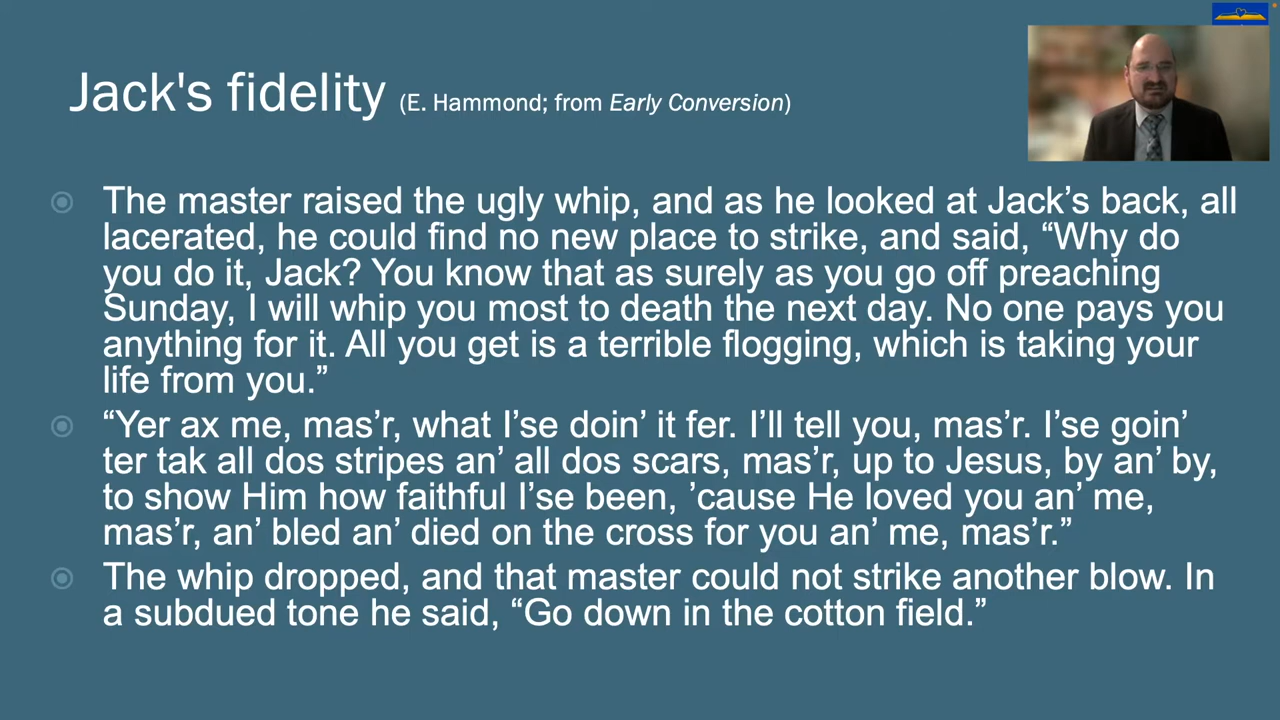 Jack's fidelity (E. Hammond; from Early Conversion)
The master raised the ugly whip, and as he looked at Jack’s back, all
lacerated, he could find no new place to strike, and said, “Why do
you do it, Jack? You know that as surely as you go off preaching
Sunday, I will whip you most to death the next day. No one pays you
anything for it. All you get is a terrible flogging, which is taking your
life from you.”
“Yer ax me, mas’r, what I’se doin’ it fer. I’ll tell you, mas’r. I’se goin’
ter tak all dos stripes an’ all dos scars, mas’r, up to Jesus, by an’ by,
to show Him how faithful I’se been, ’cause He loved you an’ me,
mas’r, an’ bled an’ died on the cross for you an’ me, mas’r.”
The whip dropped, and that master could not strike another blow. In
a subdued tone he said, “Go down in the cotton field.”